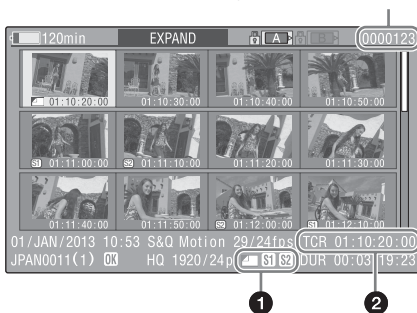 120min EXPAND A B 0000123
01:10:20:00 01:10:30:00 01:10:40:00 01:10:50:00
S1 01:11:00:00 S2 01:11:10:00 01:11:20:00 01:11:30:00
01:11:40:00 01:11:50:00 S2 01:12:00:00 S1 01:12:10:00
01/JAN/2013 10:53 S&Q Motion 29/24fps TCR 01:10:20:00
JPAN0011(1) OK HQ 1920/24p S1 S2 DUR 00:03:19:23
1 2